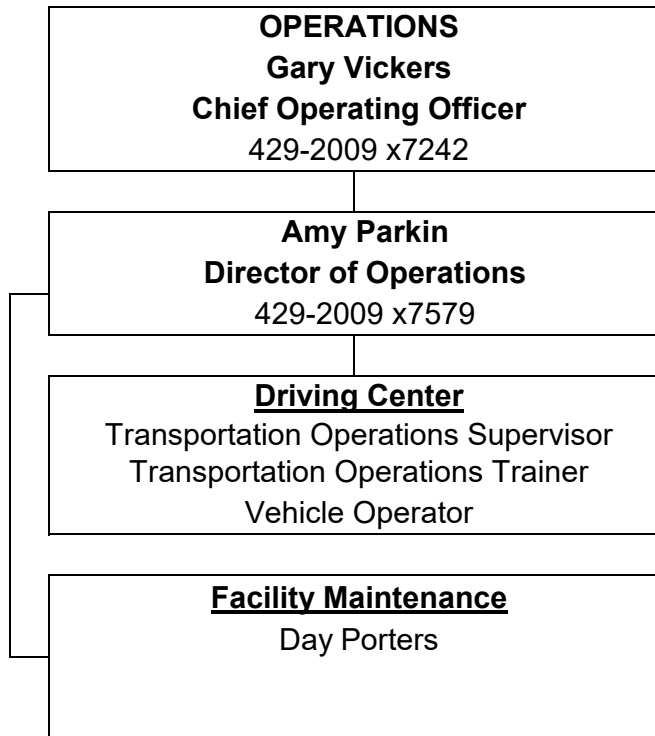 OPERATIONS
Gary Vickers
Chief Operating Officer
429-2009 x7242
Amy Parkin
Director of Operations
429-2009 x7579
Driving Center
Transportation Operations Supervisor
Transportation Operations Trainer
Vehicle Operator
Facility Maintenance
Day Porters